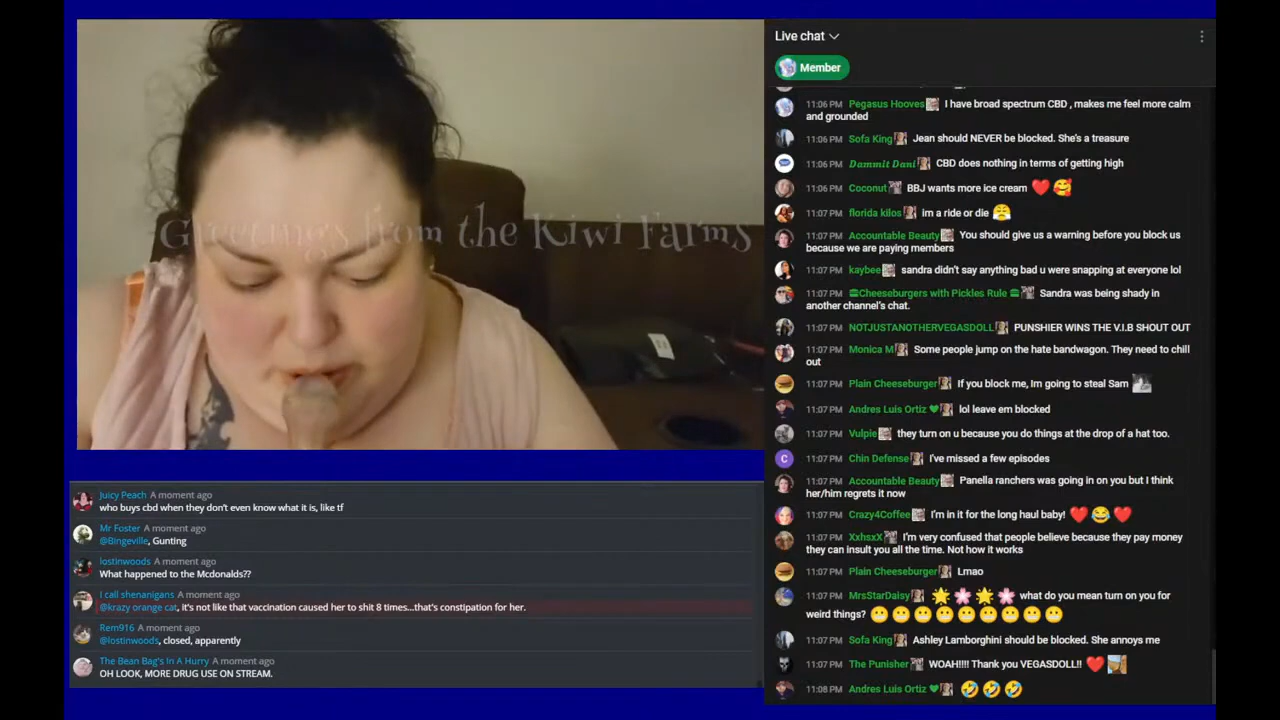 Greetings from the Kiwi Farms
Juicy Peach A moment ago
who buys cbd when they don't even know what it is, like tf
Mr Foster A moment ago
@Bingeville, Gunting
lostinwoods A moment ago
What happened to the Mcdonalds??
I call shenanigans A moment ago
@krazy orange cat, it's not like that vaccination caused her to shit 8 times...that's constipation for her.
Rem916 A moment ago
@lostinwoods, closed, apparently
The Bean Bag's In A Hurry A moment ago
OH LOOK, MORE DRUG USE ON STREAM.
Live chat
Member
11:06 PM Pegasus Hooves I have broad spectrum CBD , makes me feel more calm
and grounded
11:06 PM Sofa King Jean should NEVER be blocked. She's a treasure
11:06 PM Dammit Dani CBD does nothing in terms of getting high
11:06 PM Coconut BBJ wants more ice cream ❤️ 🥰
11:07 PM florida kilos im a ride or die 😤
11:07 PM Accountable Beauty You should give us a warning before you block us
because we are paying members
11:07 PM kaybee sandra didn't say anything bad u were snapping at everyone lol
11:07 PM 🍔Cheeseburgers with Pickles Rule 🍔 Sandra was being shady in
another channel's chat.
11:07 PM NOTJUSTANOTHERVEGASDOLL PUNSHIER WINS THE V.I.B SHOUT OUT
11:07 PM Monica M Some people jump on the hate bandwagon. They need to chill
out
11:07 PM Plain Cheeseburger If you block me, Im going to steal Sam
11:07 PM Andres Luis Ortiz 💚 lol leave em blocked
11:07 PM Vulpie they turn on u because you do things at the drop of a hat too.
11:07 PM Chin Defense I've missed a few episodes
11:07 PM Accountable Beauty Panella ranchers was going in on you but I think
her/him regrets it now
11:07 PM Crazy4Coffee I'm in it for the long haul baby! ❤️ 😂 ❤️
11:07 PM XxhsxX I'm very confused that people believe because they pay money
they can insult you all the time. Not how it works
11:07 PM Plain Cheeseburger Lmao
11:07 PM MrsStarDaisy 🌟 🌸 🌟 🌸 what do you mean turn on you for
weird things? 😬 😬 😬 😬 😬 😬 😬 😬 😬
11:07 PM Sofa King Ashley Lamborghini should be blocked. She annoys me
11:07 PM The Punisher WOAH!!!! Thank you VEGASDOLL!! ❤️
11:08 PM Andres Luis Ortiz 💚 🤣 🤣 🤣
C